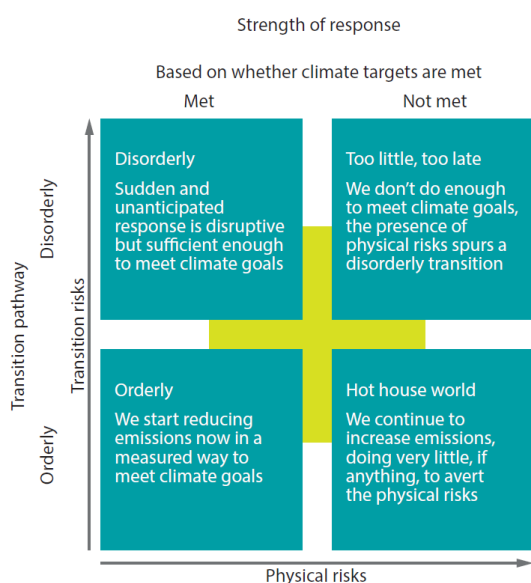 Strength of response
Based on whether climate targets are met
Met
Not met
Transition pathway
Disorderly
Orderly
Transition risks
Disorderly
Sudden and
unanticipated
response is disruptive
but sufficient enough
to meet climate goals
Too little, too late
We don’t do enough
to meet climate goals,
the presence of
physical risks spurs a
disorderly transition
Orderly
We start reducing
emissions now in a
measured way to
meet climate goals
Hot house world
We continue to
increase emissions,
doing very little, if
anything, to avert
the physical risks
Physical risks